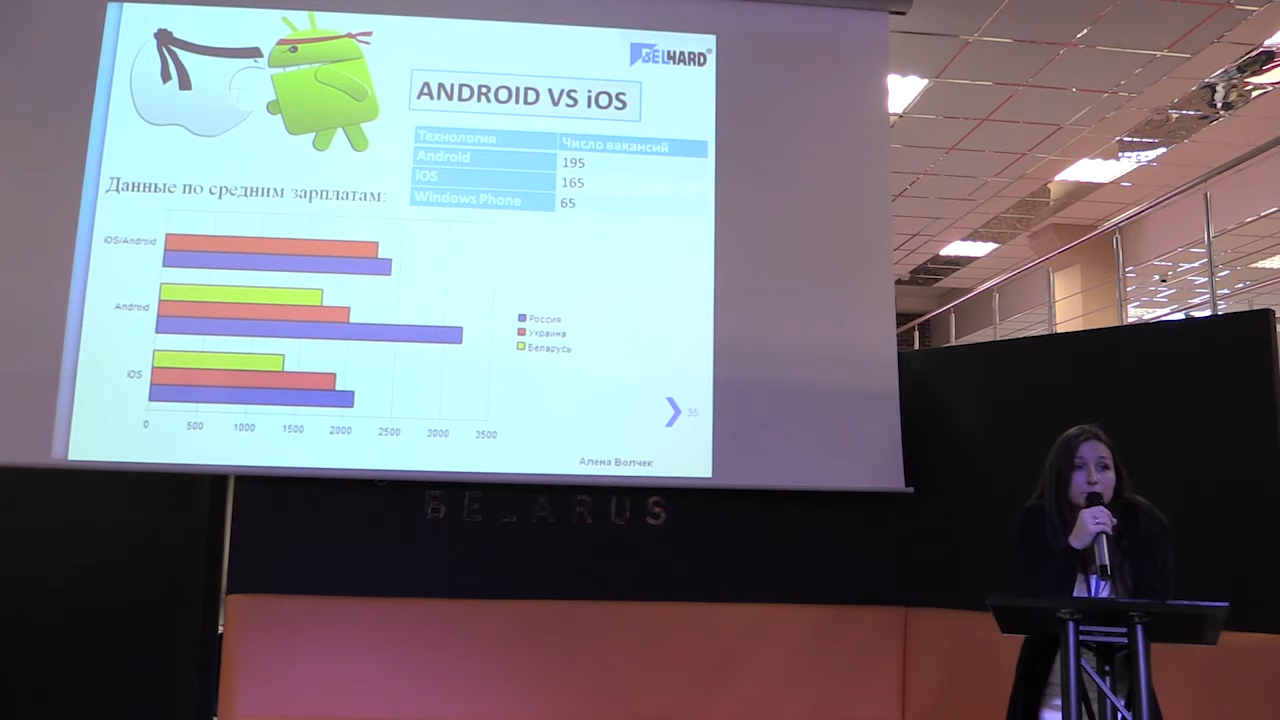 BELHARD®
ANDROID VS iOS
Технология Число вакансий
Android 195
IOS 165
Windows Phone 65
Данные по средним зарплатам:
iOS/Android
Android
iOS
Россия
Украина
Беларусь
0 500 1000 1500 2000 2500 3000 3500
35
Алена Волчек
BELARUS